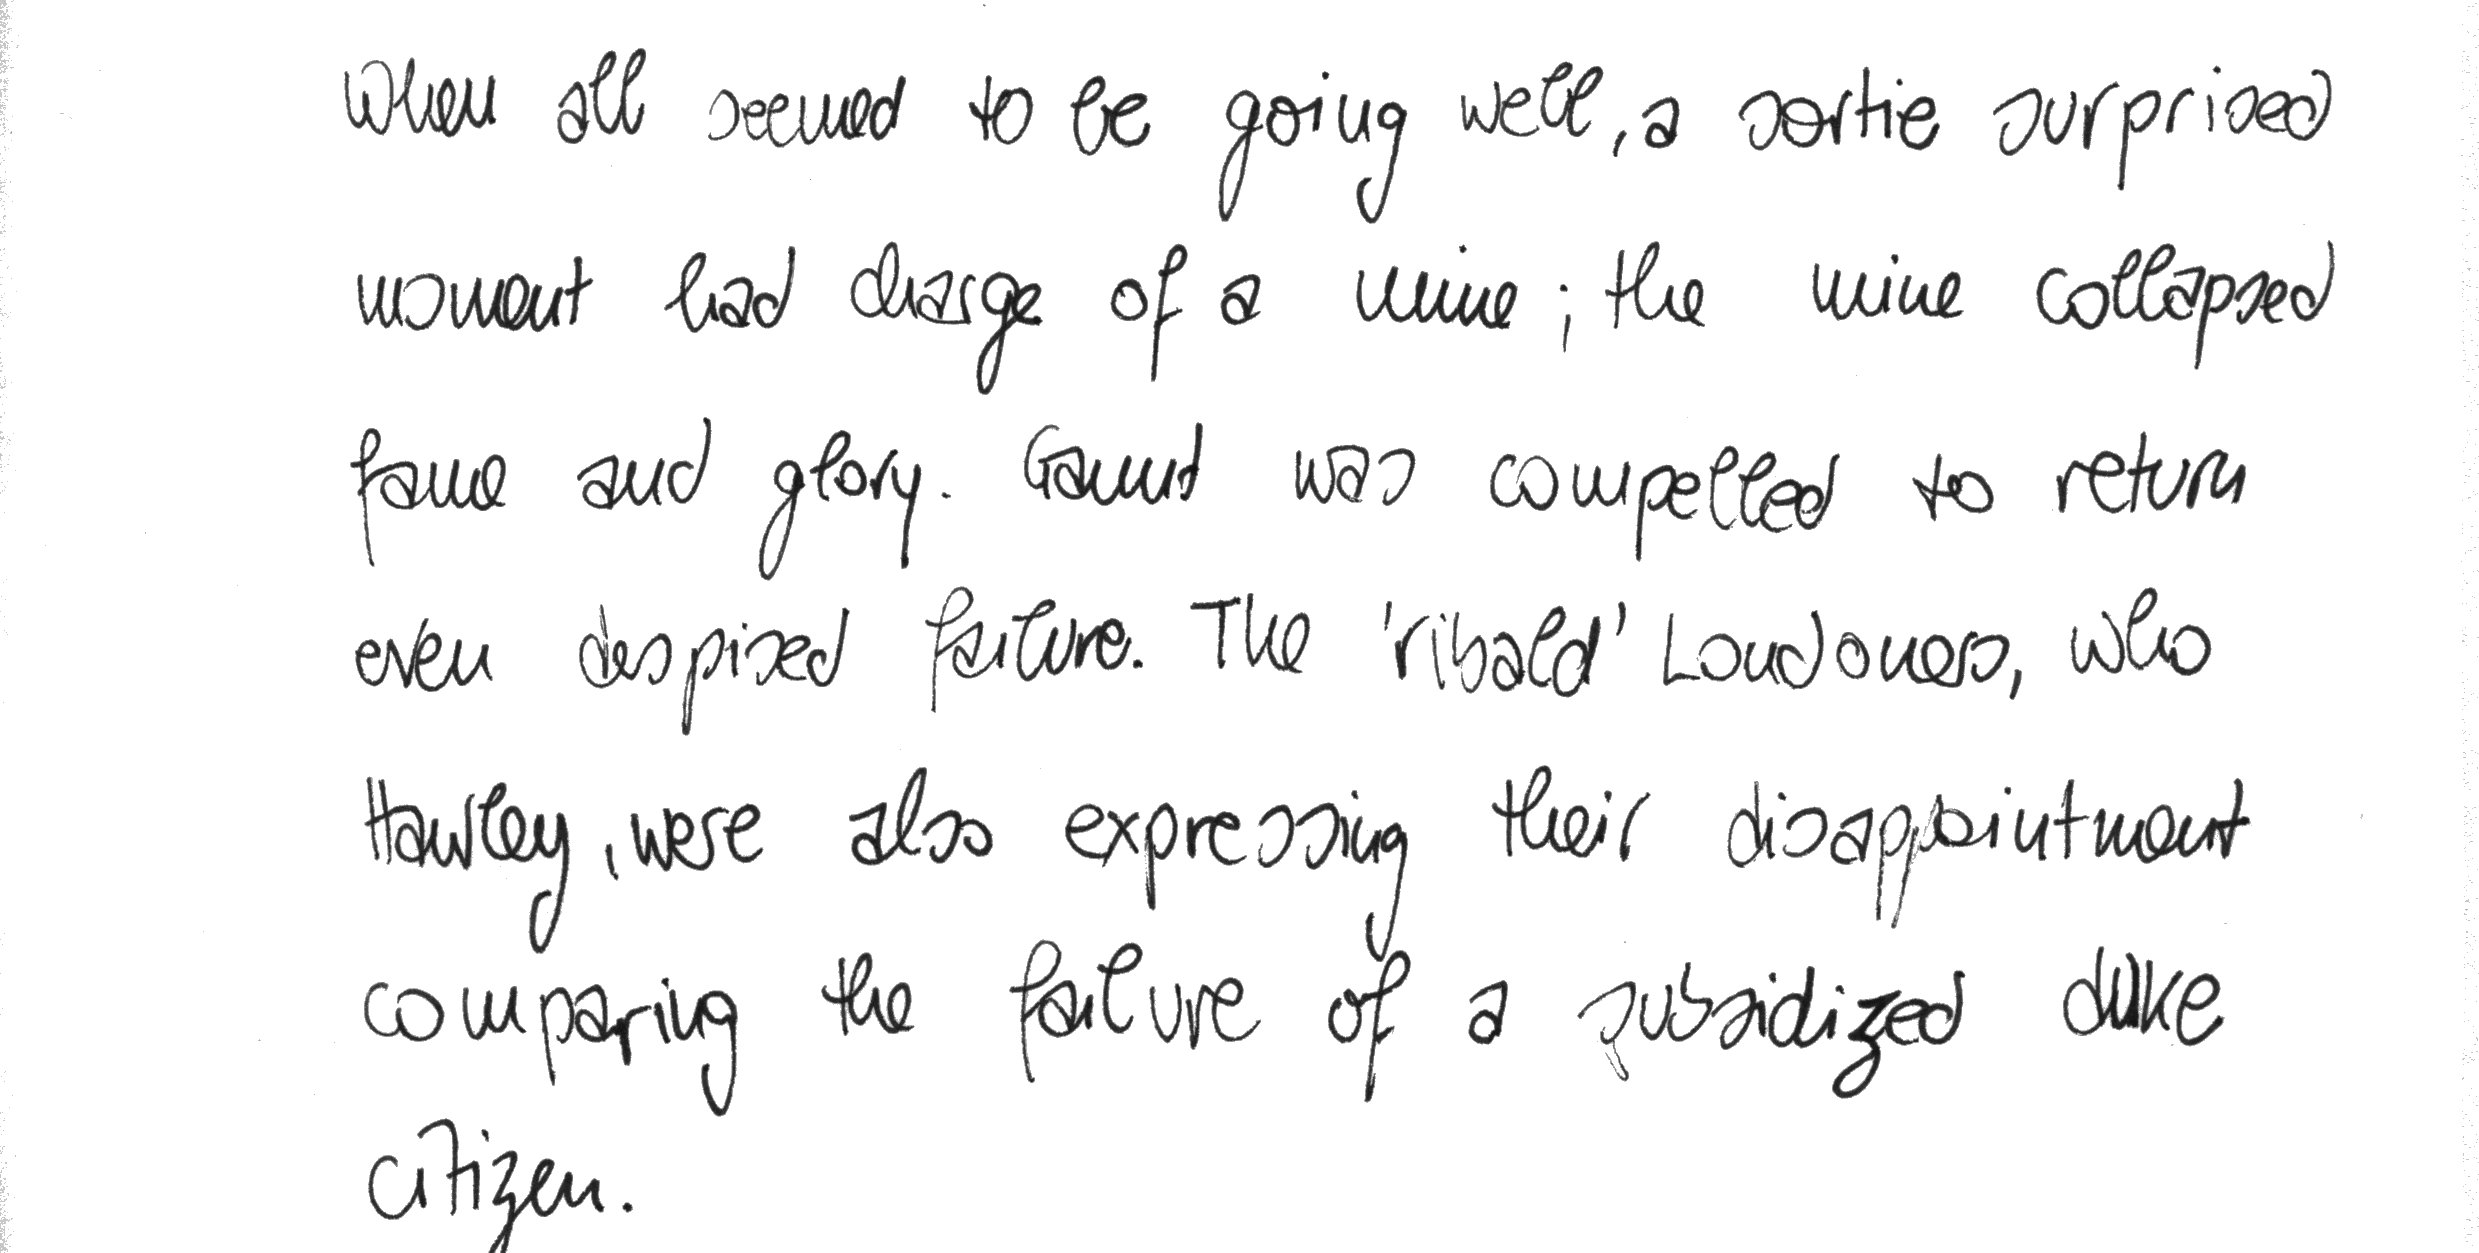 When all seemed to be going well, a sortie surprised
moment had charge of a mine; the mine collapsed
fame and glory. Gaunt was compelled to return
even despised failure. The 'ribald' Londoners, who
Hawley, were also expressing their disappointment
comparing the failure of a subsidized duke
citizen.